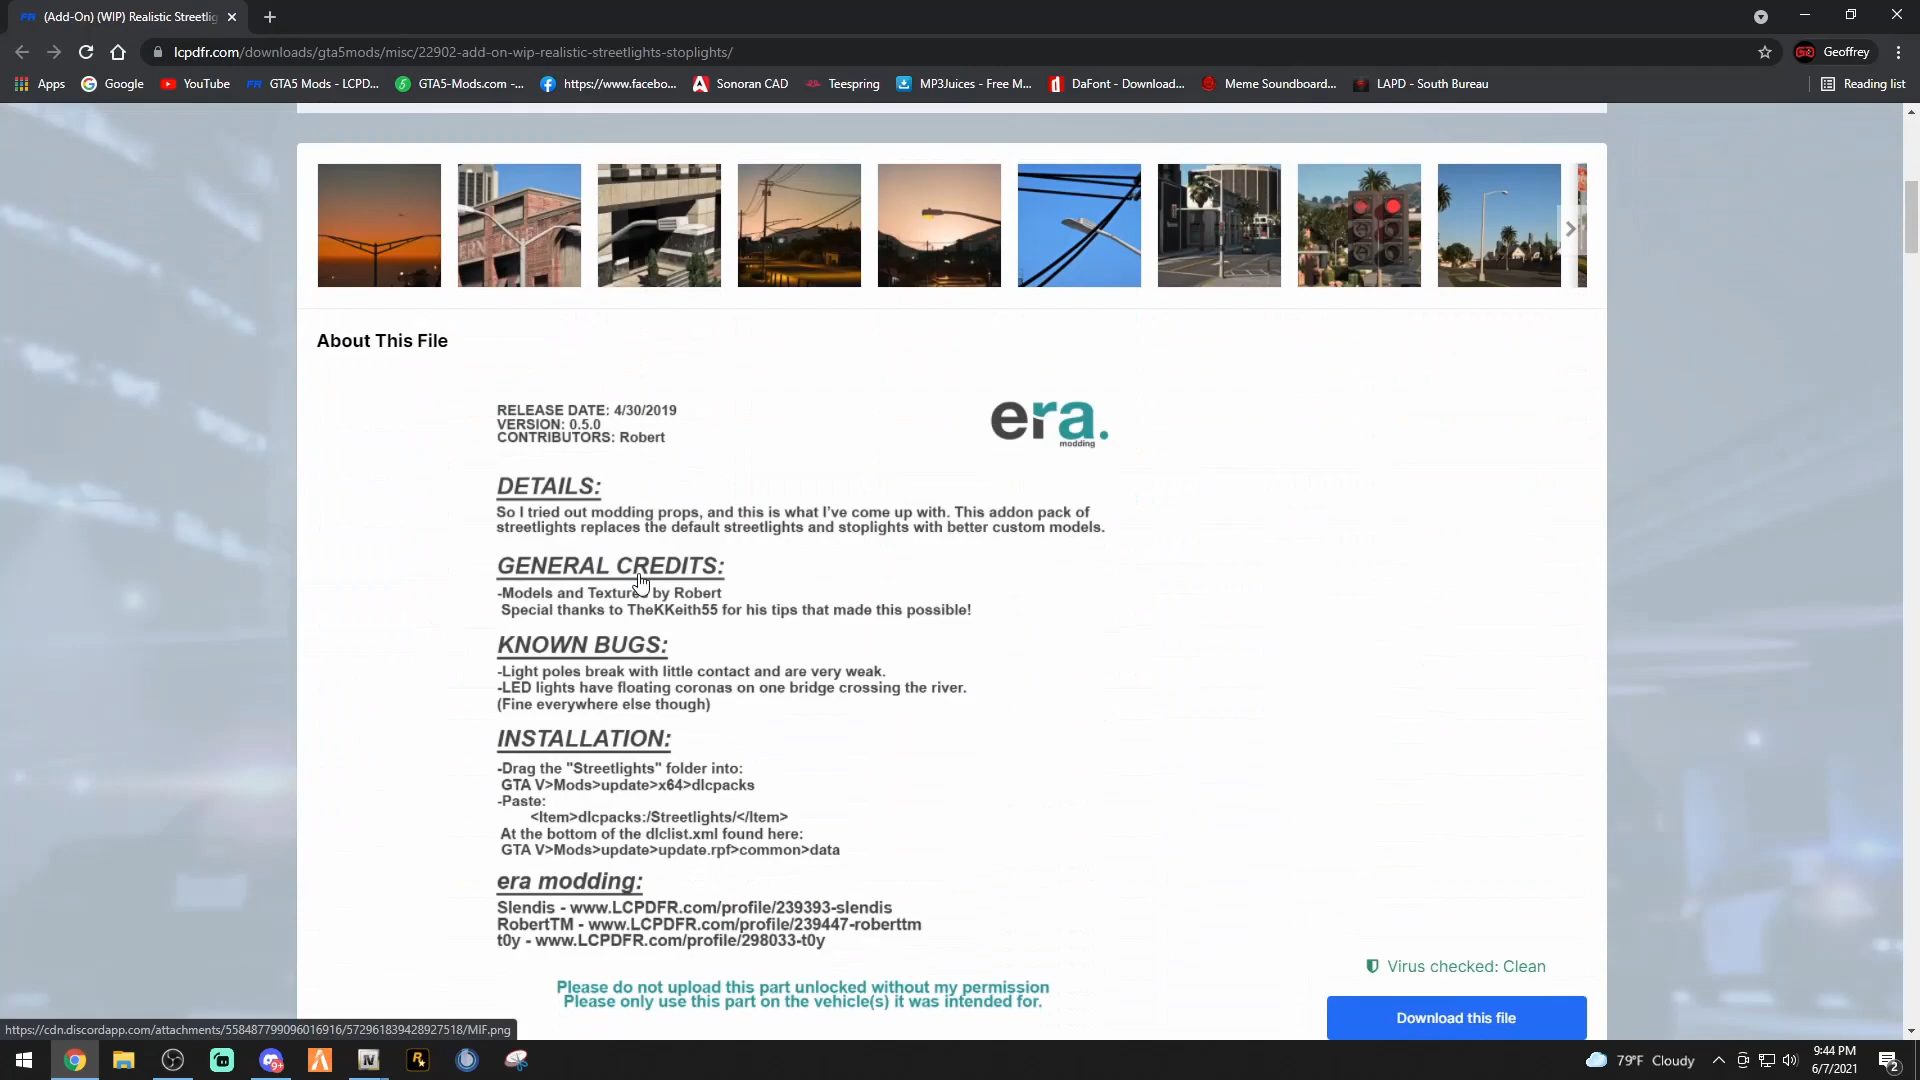 (Add-On) (WIP) Realistic Streetlig
lcpdfr.com/downloads/gta5mods/misc/22902-add-on-wip-realistic-streetlights-stoplights/
Geoffrey
Apps
Google
YouTube
GTA5 Mods - LCPD...
GTA5-Mods.com -...
https://www.facebo...
Sonoran CAD
Teespring
MP3Juices - Free M...
DaFont - Download...
Meme Soundboard...
LAPD - South Bureau
Reading list
About This File
RELEASE DATE: 4/30/2019
VERSION: 0.5.0
CONTRIBUTORS: Robert
era.
modding
DETAILS:
So I tried out modding props, and this is what I've come up with. This addon pack of
streetlights replaces the default streetlights and stoplights with better custom models.
GENERAL CREDITS:
-Models and Textures by Robert
Special thanks to TheKKeith55 for his tips that made this possible!
KNOWN BUGS:
-Light poles break with little contact and are very weak.
-LED lights have floating coronas on one bridge crossing the river.
(Fine everywhere else though)
INSTALLATION:
-Drag the "Streetlights" folder into:
GTA V>Mods>update>x64>dlcpacks
-Paste:
<Item>dlcpacks:/Streetlights/</Item>
At the bottom of the dlclist.xml found here:
GTA V>Mods>update>update.rpf>common>data
era modding:
Slendis - www.LCPDFR.com/profile/239393-slendis
RobertTM - www.LCPDFR.com/profile/239447-roberttm
t0y - www.LCPDFR.com/profile/298033-t0y
Please do not upload this part unlocked without my permission
Please only use this part on the vehicle(s) it was intended for.
Virus checked: Clean
Download this file
https://cdn.discordapp.com/attachments/558487799096016916/572961839428927518/MIF.png
79°F Cloudy
9:44 PM
6/7/2021
2